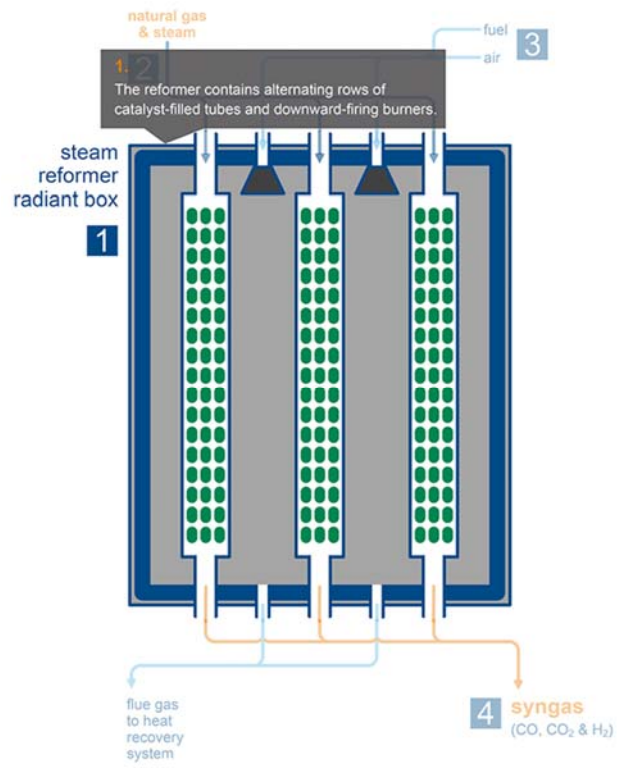 natural gas
& steam
fuel
3
air
2
1.
The reformer contains alternating rows of
catalyst-filled tubes and downward-firing burners.
steam
reformer
radiant box
1
flue gas
to heat
recovery
system
4
syngas
(CO, CO₂ & H₂)